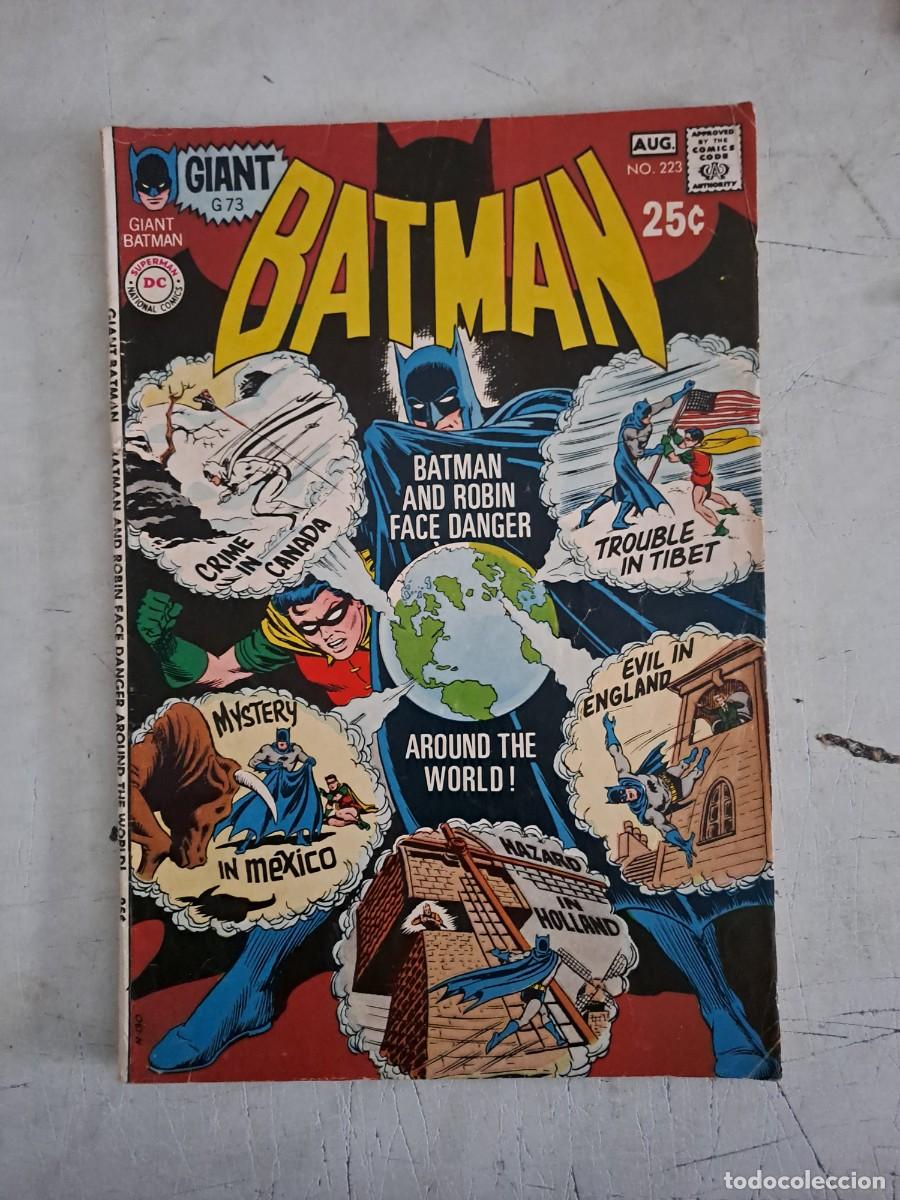 GIANT
G 73
GIANT
BATMAN
SUPERMAN
DC
NATIONAL COMICS
BATMAN
AUG.
NO. 223
25¢
APPROVED
BY THE
COMICS
CODE
CA
AUTHORITY
BATMAN
AND ROBIN
FACE DANGER
CRIME
IN
CANADA
TROUBLE
IN TIBET
EVIL IN
ENGLAND
MYSTERY
IN MéXICO
AROUND THE
WORLD!
HAZARD
IN
HOLLAND
GIANT BATMAN BATMAN AND ROBIN FACE DANGER AROUND THE WORLD! 25¢
todocoleccion